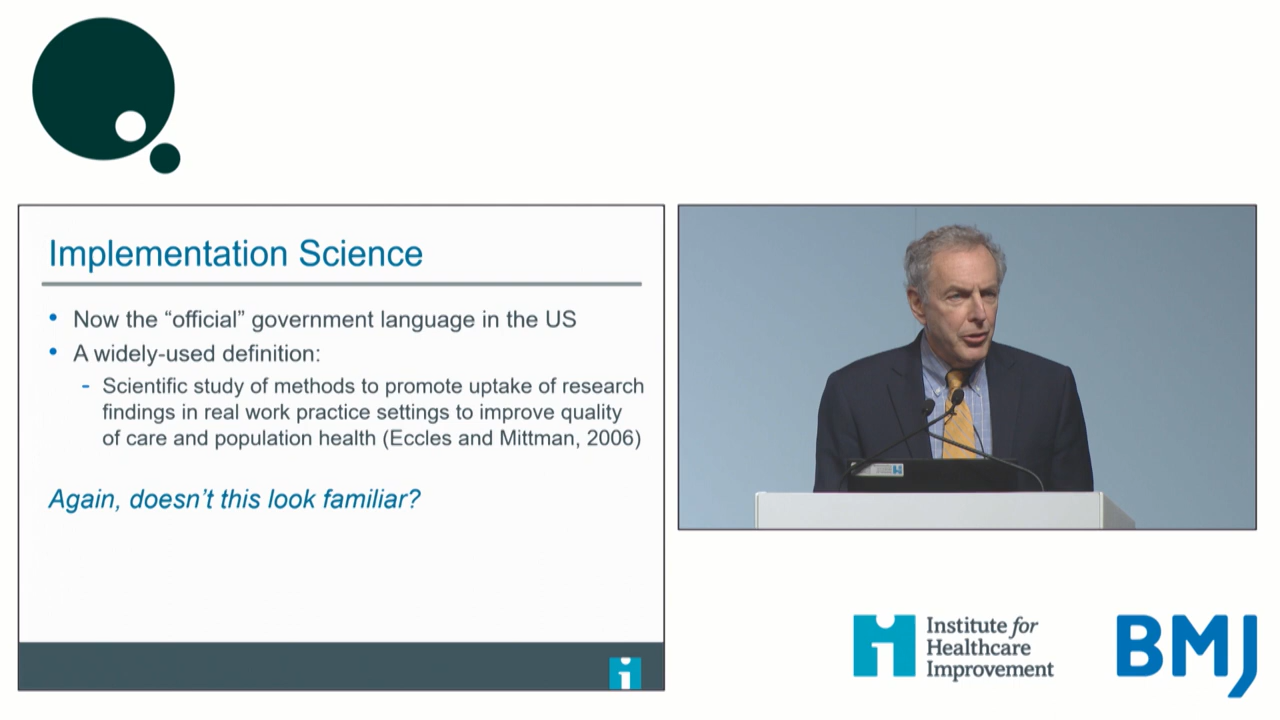 Implementation Science
• Now the “official” government language in the US
• A widely-used definition:
- Scientific study of methods to promote uptake of research
findings in real work practice settings to improve quality
of care and population health (Eccles and Mittman, 2006)
Again, doesn’t this look familiar?
Institute for
Healthcare
Improvement
BMJ